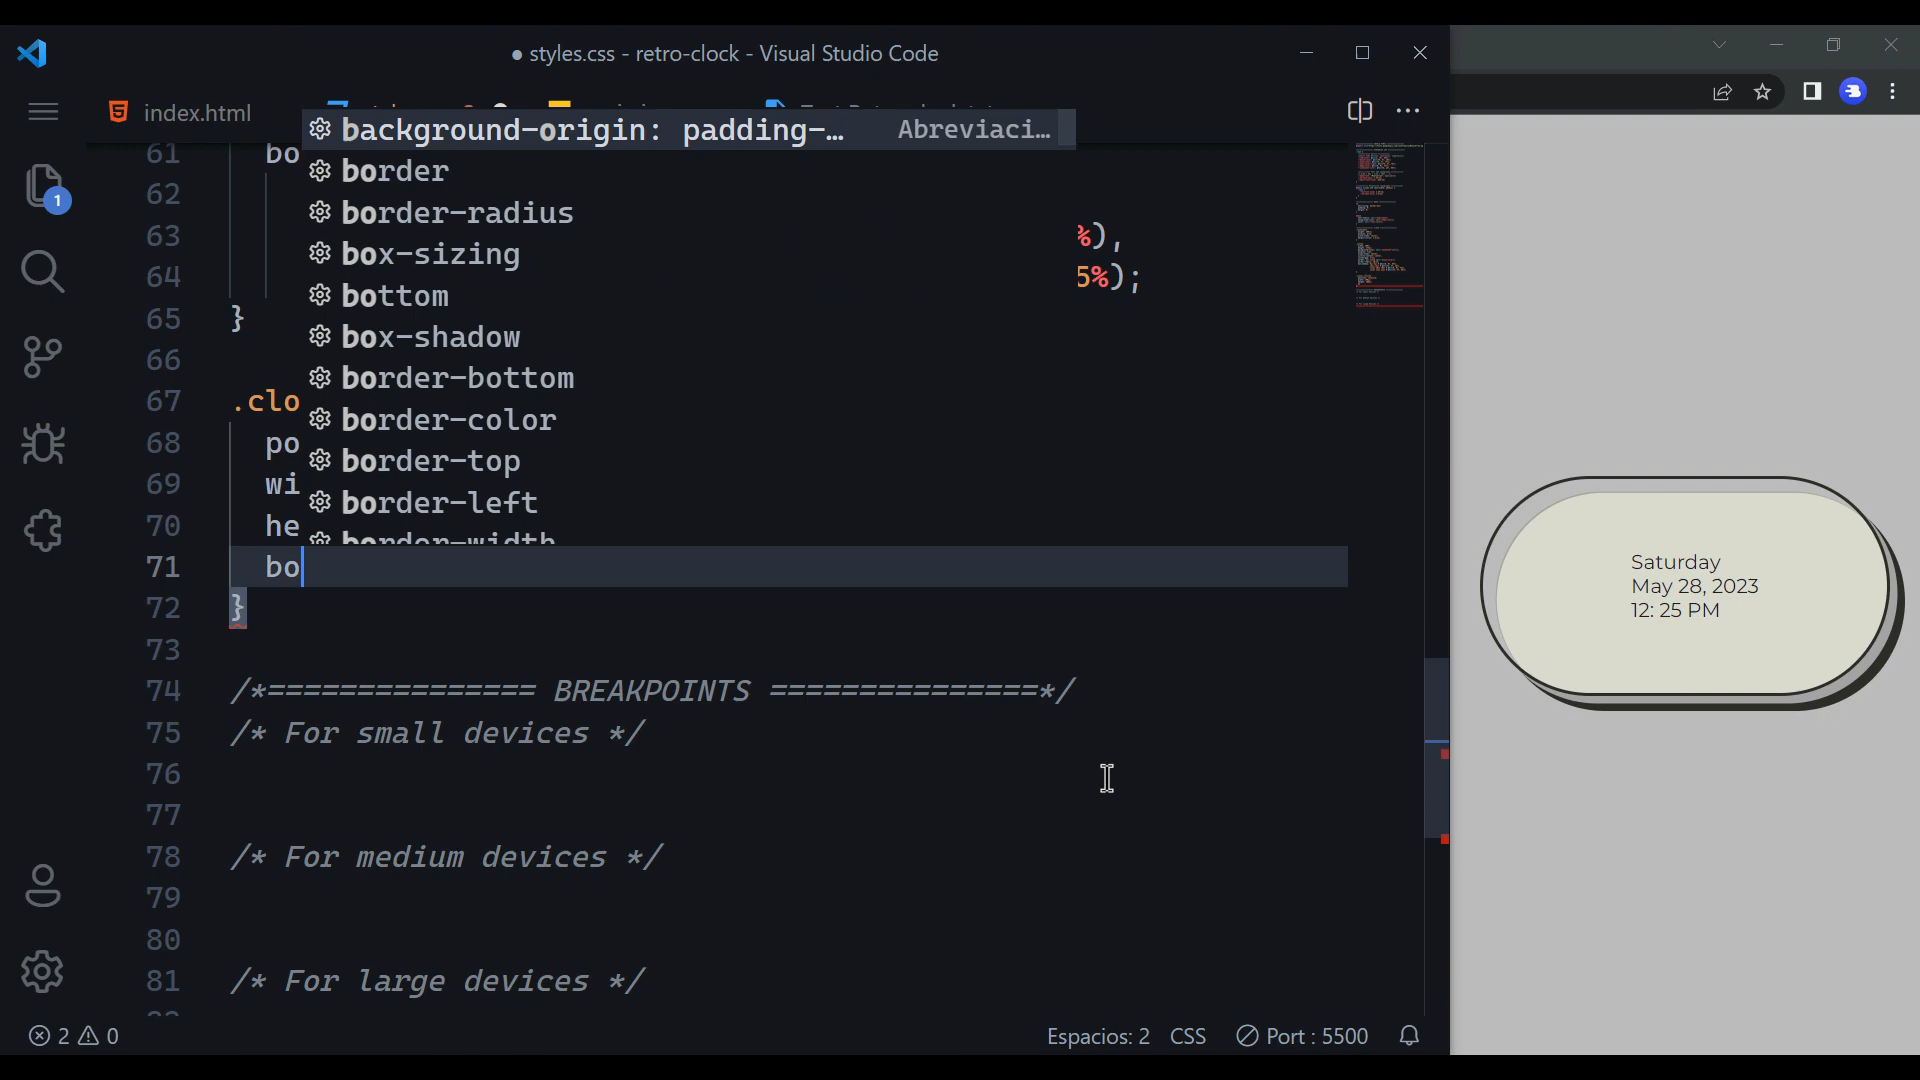 ● styles.css - retro-clock - Visual Studio Code
index.html
background-origin: padding-… Abreviaci…
border
border-radius
box-sizing
bottom
box-shadow
border-bottom
border-color
border-top
border-left
border-width
61 bo
62
63 %),
64 5%);
65 }
66
67 .clo
68 po
69 wi
70 he
71 bo
72 }
73
74 /*=============== BREAKPOINTS ===============*/
75 /* For small devices */
76
77
78 /* For medium devices */
79
80
81 /* For large devices */
1
2 0
Espacios: 2 CSS Port : 5500
Saturday
May 28, 2023
12: 25 PM